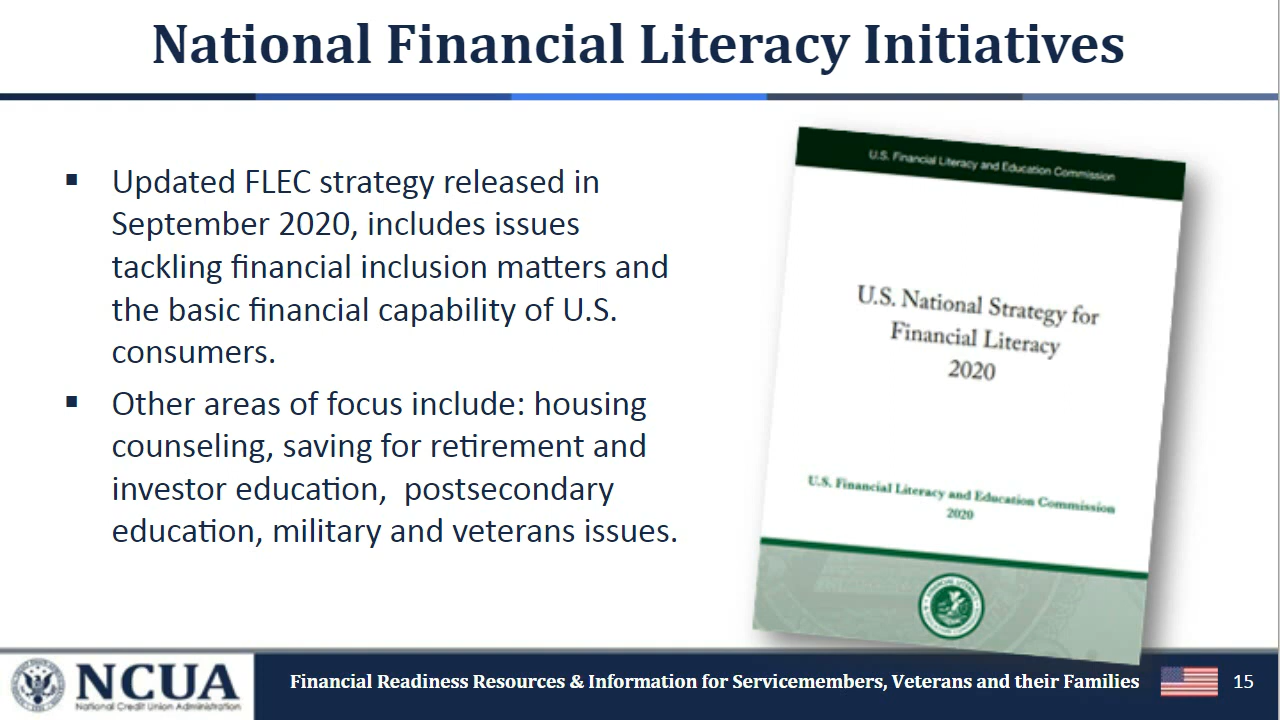 National Financial Literacy Initiatives
▪ Updated FLEC strategy released in
September 2020, includes issues
tackling financial inclusion matters and
the basic financial capability of U.S.
consumers.
▪ Other areas of focus include: housing
counseling, saving for retirement and
investor education,  postsecondary
education, military and veterans issues.
U.S. Financial Literacy and Education Commission
U.S. National Strategy for
Financial Literacy
2020
U.S. Financial Literacy and Education Commission
2020
NCUA
National Credit Union Administration
Financial Readiness Resources & Information for Servicemembers, Veterans and their Families
15